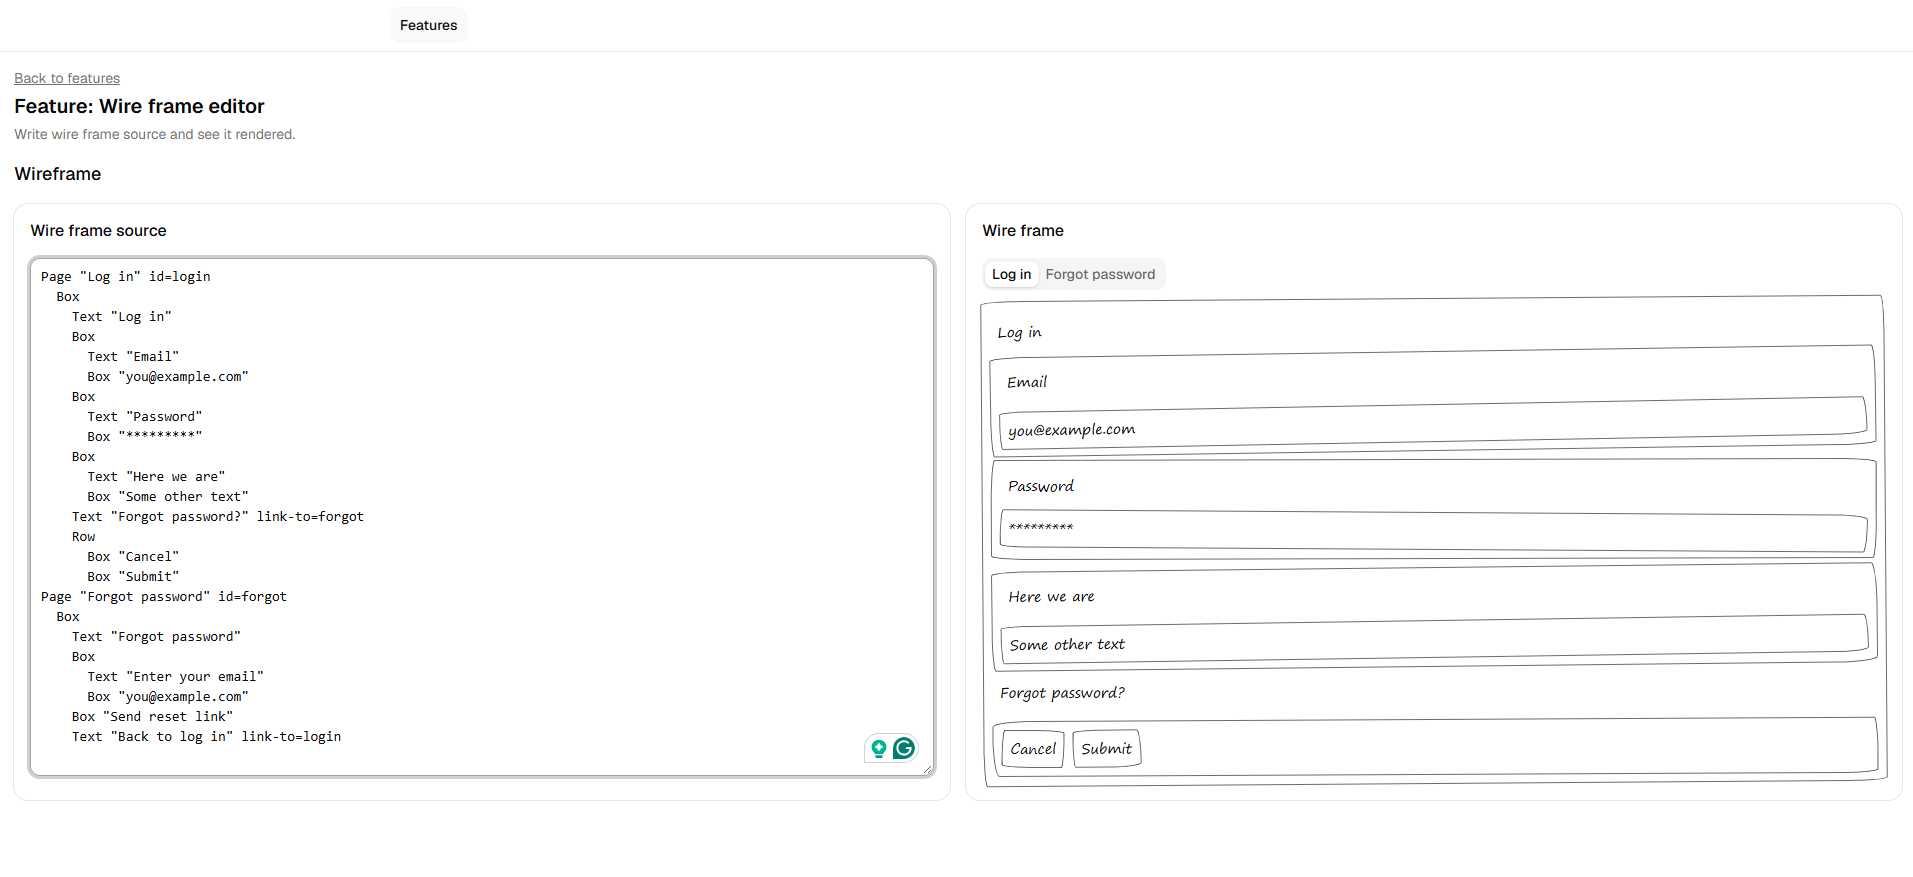 Features
Back to features
Feature: Wire frame editor
Write wire frame source and see it rendered.
Wireframe
Wire frame source
Page "Log in" id=login
  Box
    Text "Log in"
    Box
      Text "Email"
      Box "you@example.com"
    Box
      Text "Password"
      Box "*********"
    Box
      Text "Here we are"
      Box "Some other text"
    Text "Forgot password?" link-to=forgot
    Row
      Box "Cancel"
      Box "Submit"
Page "Forgot password" id=forgot
  Box
    Text "Forgot password"
    Box
      Text "Enter your email"
      Box "you@example.com"
    Box "Send reset link"
    Text "Back to log in" link-to=login
Wire frame
Log in Forgot password
Log in
Email
you@example.com
Password
*********
Here we are
Some other text
Forgot password?
Cancel Submit